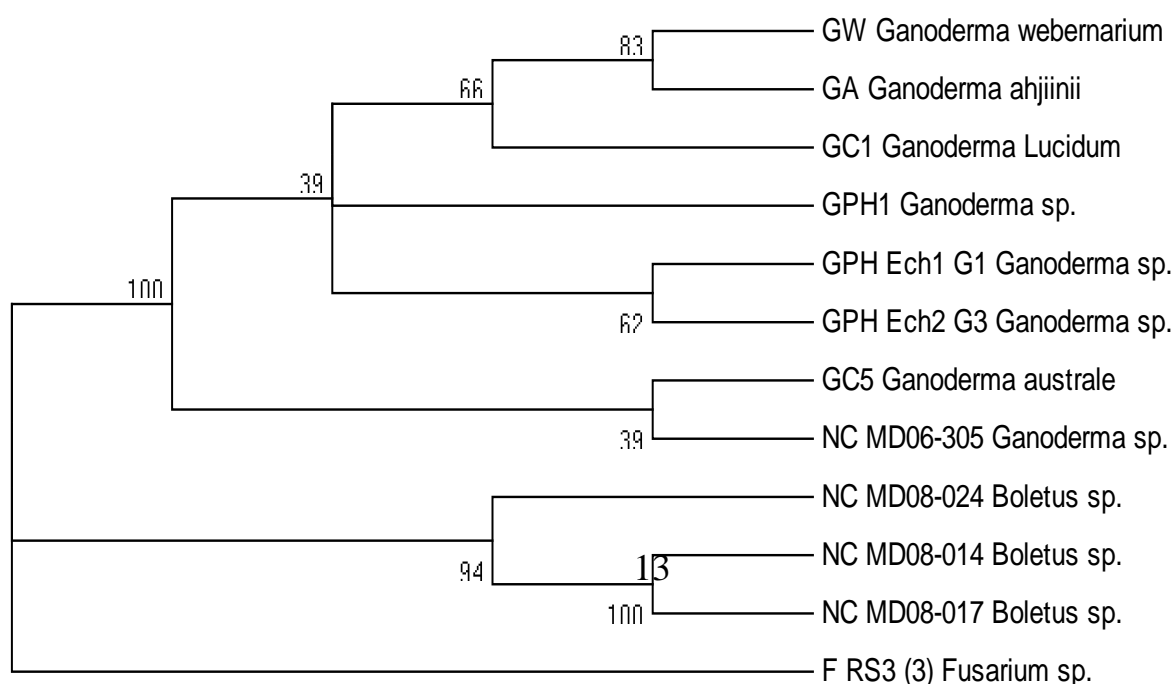 83
GW Ganoderma webernarium
GA Ganoderma ahjiinii
66
GC1 Ganoderma Lucidum
39
GPH1 Ganoderma sp.
GPH Ech1 G1 Ganoderma sp.
62
GPH Ech2 G3 Ganoderma sp.
100
GC5 Ganoderma australe
39
NC MD06-305 Ganoderma sp.
NC MD08-024 Boletus sp.
94
13
NC MD08-014 Boletus sp.
100
NC MD08-017 Boletus sp.
F RS3 (3) Fusarium sp.